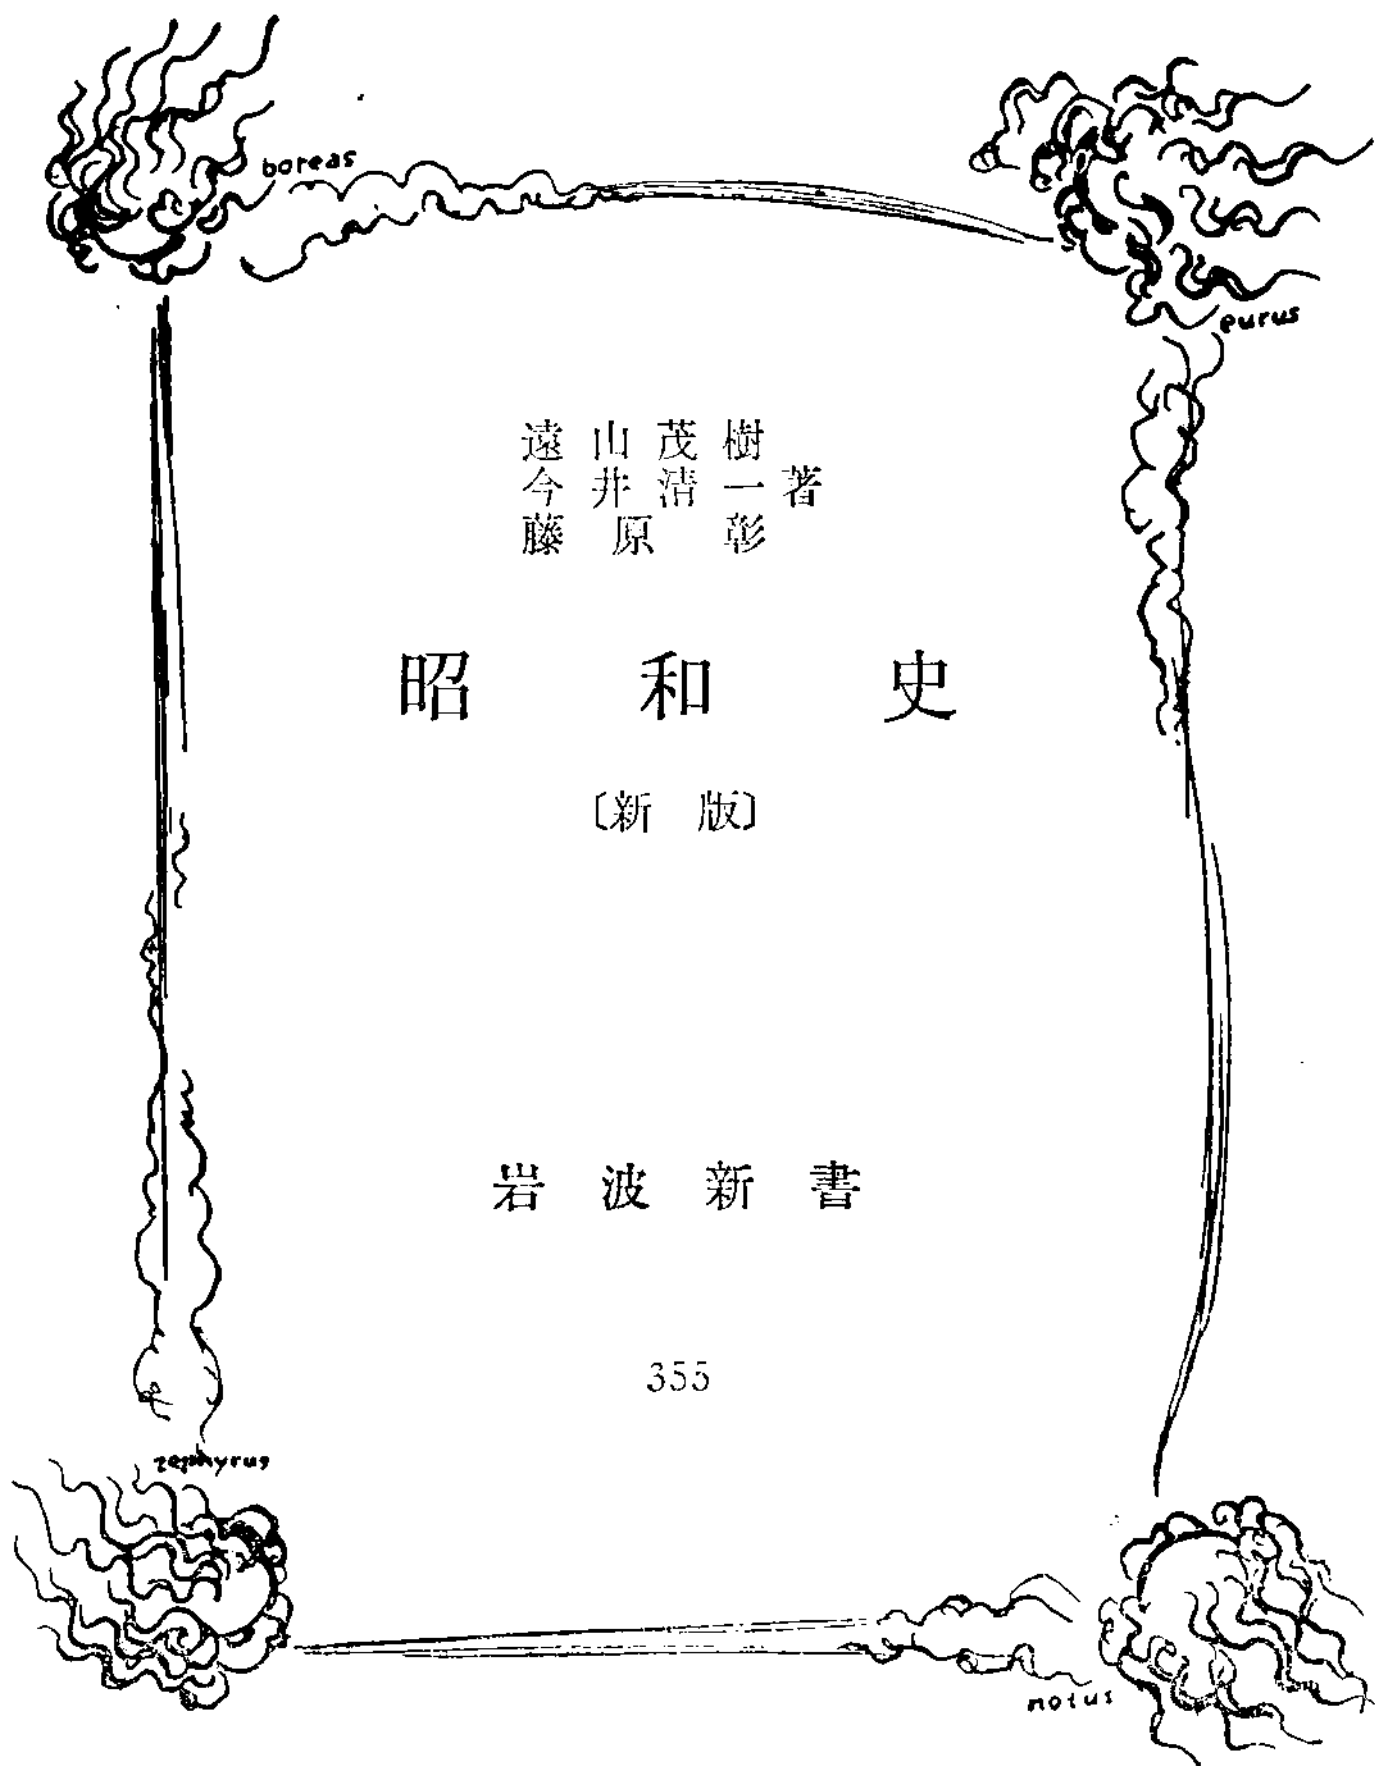 boreas
eurus
遠山茂樹
今井清一著
藤原彰
昭和史
〔新版〕
岩波新書
355
zephyrus
notus